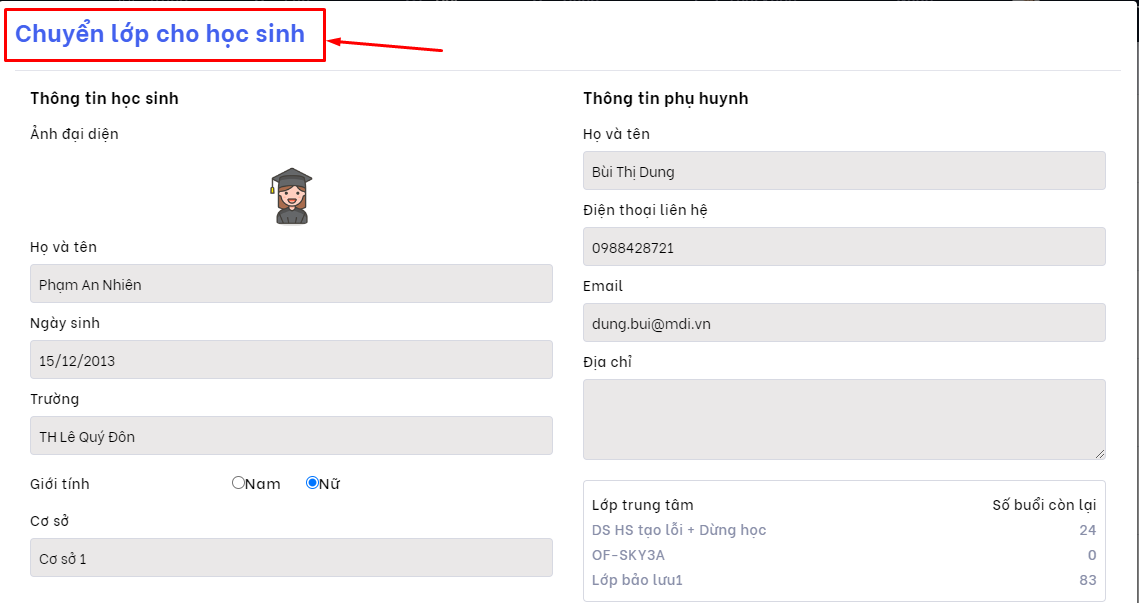 Chuyển lớp cho học sinh
Thông tin học sinh
Ảnh đại diện
Họ và tên
Phạm An Nhiên
Ngày sinh
15/12/2013
Trường
TH Lê Quý Đôn
Giới tính Nam Nữ
Cơ sở
Cơ sở 1
Thông tin phụ huynh
Họ và tên
Bùi Thị Dung
Điện thoại liên hệ
0988428721
Email
dung.bui@mdi.vn
Địa chỉ
Lớp trung tâm Số buổi còn lại
DS HS tạo lỗi + Dừng học 24
OF-SKY3A 0
Lớp bảo lưu1 83